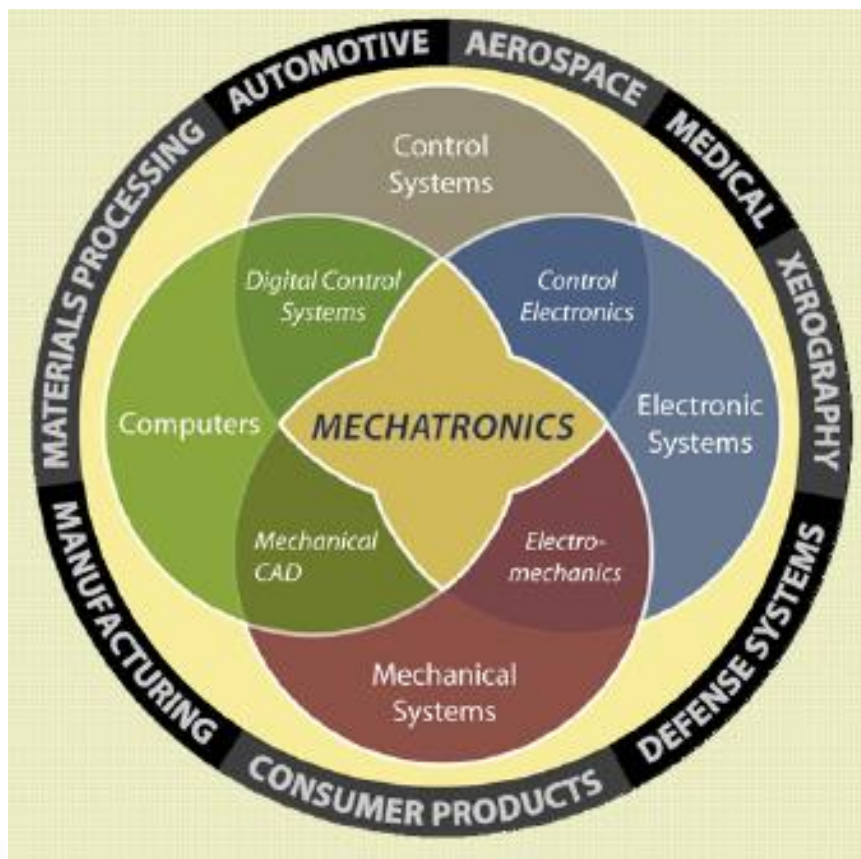 AUTOMOTIVE
AEROSPACE
MEDICAL
XEROGRAPHY
DEFENSE SYSTEMS
CONSUMER PRODUCTS
MANUFACTURING
MATERIALS PROCESSING
Control
Systems
Digital Control
Systems
Control
Electronics
Computers
MECHATRONICS
Electronic
Systems
Mechanical
CAD
Electro-
mechanics
Mechanical
Systems